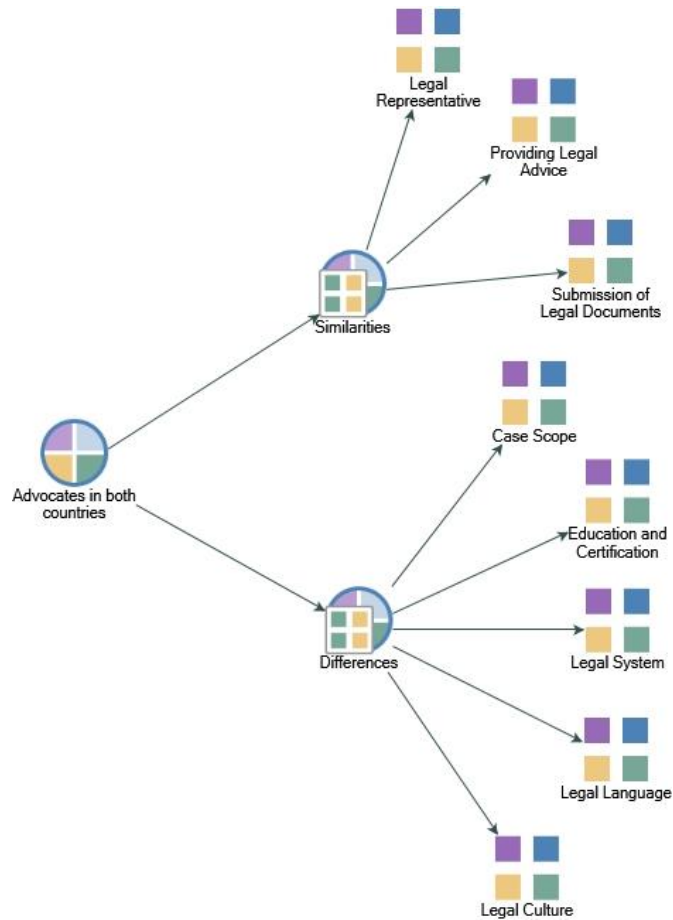 Legal
Representative
Providing Legal
Advice
Submission of
Legal Documents
Similarities
Case Scope
Advocates in both
countries
Education and
Certification
Legal System
Differences
Legal Language
Legal Culture